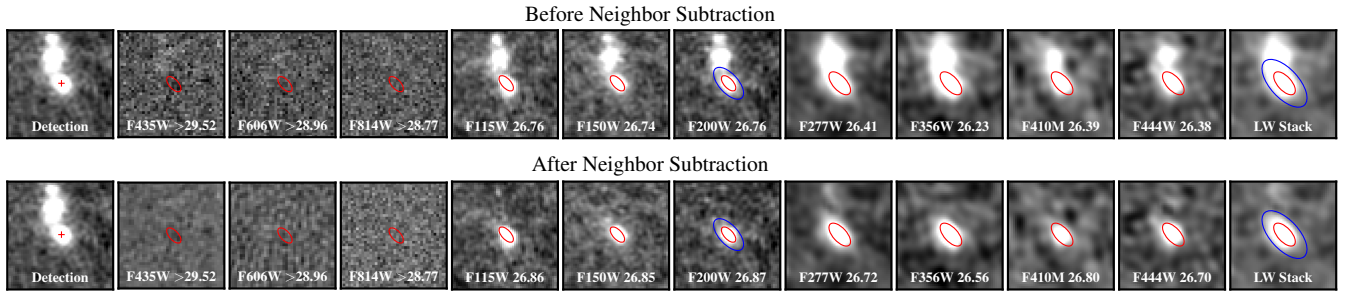 Before Neighbor Subtraction
Detection F435W >29.52 F606W >28.96 F814W >28.77 F115W 26.76 F150W 26.74 F200W 26.76 F277W 26.41 F356W 26.23 F410M 26.39 F444W 26.38 LW Stack
After Neighbor Subtraction
Detection F435W >29.52 F606W >28.96 F814W >28.77 F115W 26.86 F150W 26.85 F200W 26.87 F277W 26.72 F356W 26.56 F410M 26.80 F444W 26.70 LW Stack